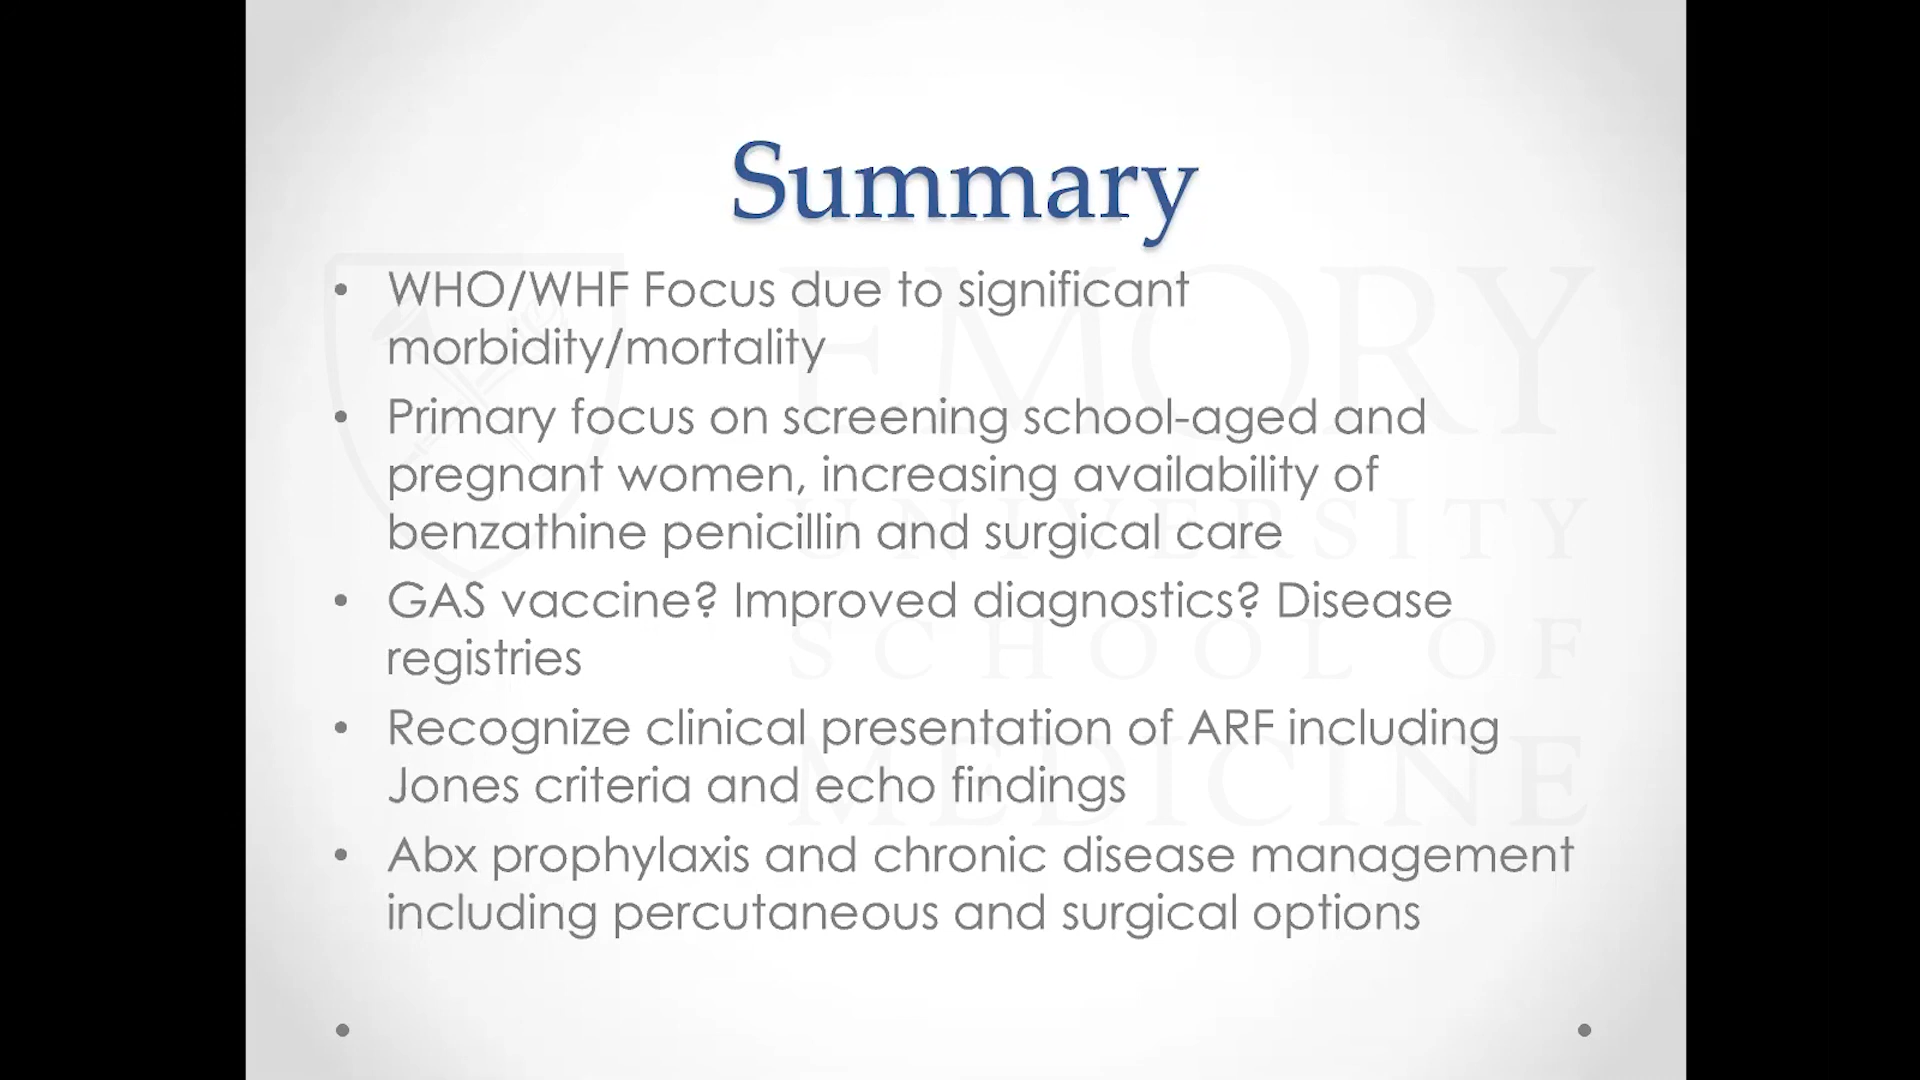 Summary
• WHO/WHF Focus due to significant
morbidity/mortality
• Primary focus on screening school-aged and
pregnant women, increasing availability of
benzathine penicillin and surgical care
• GAS vaccine? Improved diagnostics? Disease
registries
• Recognize clinical presentation of ARF including
Jones criteria and echo findings
• Abx prophylaxis and chronic disease management
including percutaneous and surgical options
EMORY
UNIVERSITY
SCHOOL OF
MEDICINE